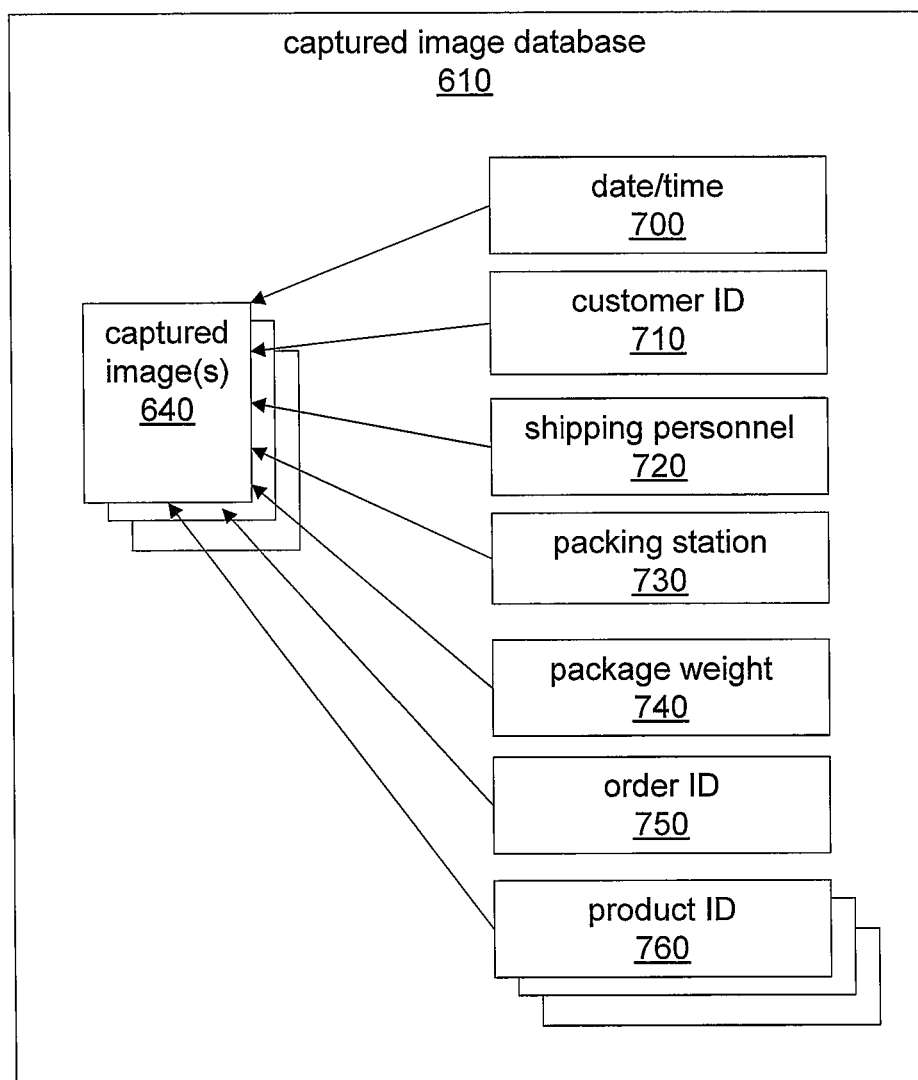 captured image database
610
date/time
700
customer ID
710
captured
image(s)
640
shipping personnel
720
packing station
730
package weight
740
order ID
750
product ID
760